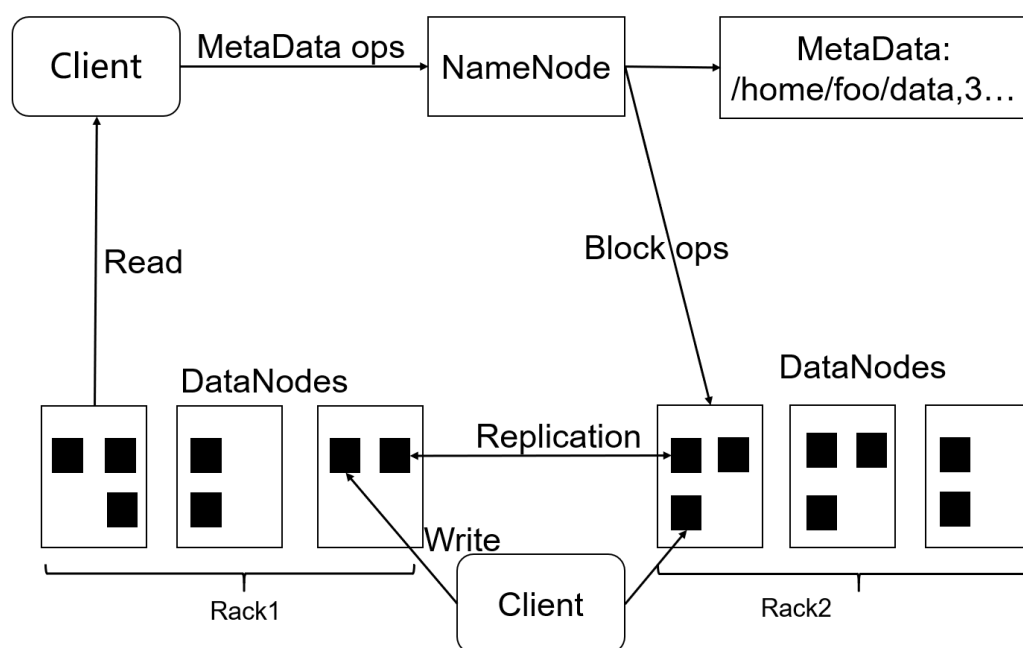 Client
MetaData ops
NameNode
MetaData:
/home/foo/data,3…
Read
Block ops
DataNodes
DataNodes
Replication
Write
Client
Rack1
Rack2